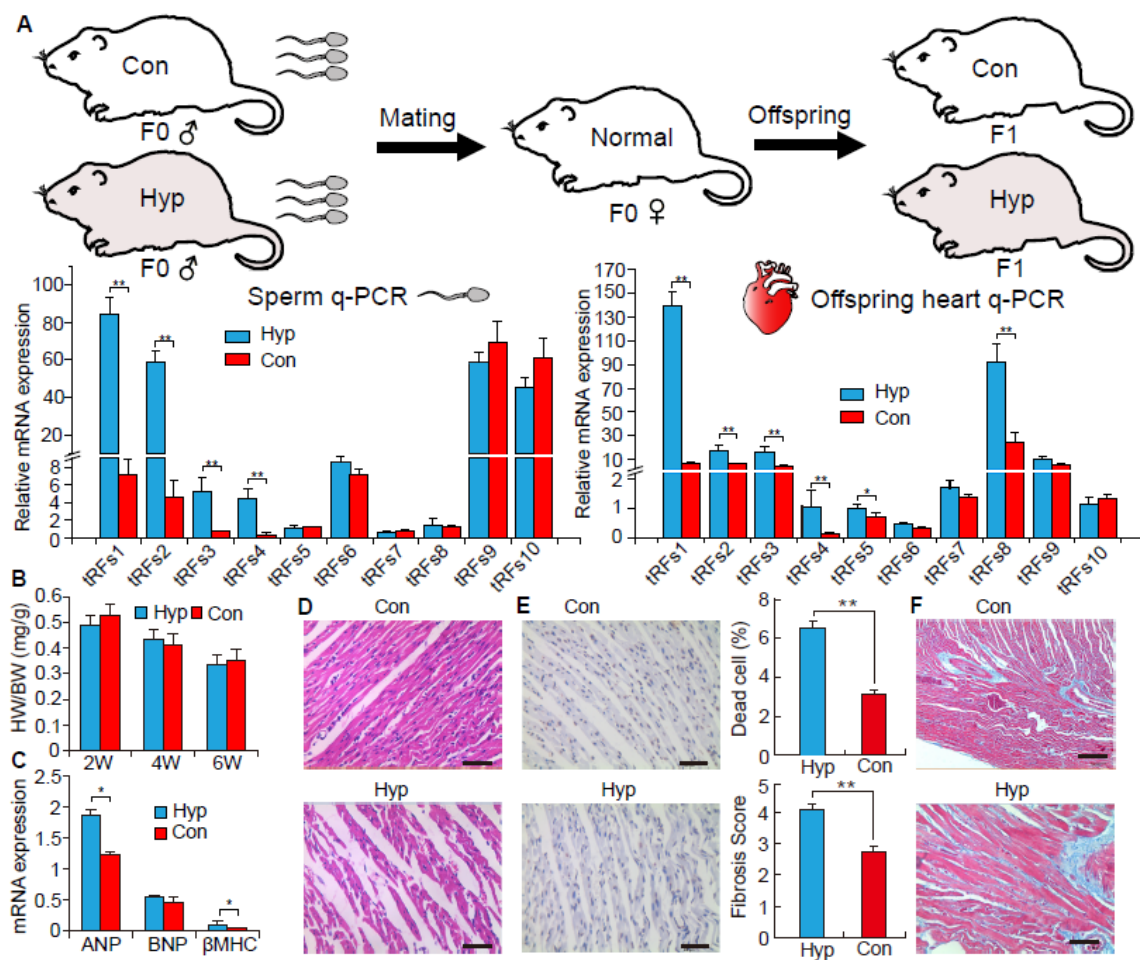 A
Con
F0 ♂
Mating
Normal
F0 ♀
Offspring
Con
F1
Hyp
F0 ♂
Hyp
F1
Sperm q-PCR
Relative mRNA expression
100
80
60
40
8
6
4
2
0
Hyp
Con
**
**
**
**
tRFs1 tRFs2 tRFs3 tRFs4 tRFs5 tRFs6 tRFs7 tRFs8 tRFs9 tRFs10
Offspring heart q-PCR
Relative mRNA expression
170
150
130
110
90
70
50
30
10
2
1
0
Hyp
Con
**
**
**
**
*
**
tRFs1 tRFs2 tRFs3 tRFs4 tRFs5 tRFs6 tRFs7 tRFs8 tRFs9 tRFs10
B
HW/BW (mg/g)
0.6
0.5
0.4
0.3
0.2
0.1
0
Hyp Con
2W 4W 6W
C
mRNA expression
2.5
2
1.5
1
0.5
0
Hyp
Con
*
*
ANP BNP βMHC
D
Con
Hyp
E
Con
Hyp
Dead cell (%)
8
6
4
2
0
**
Hyp Con
Fibrosis Score
5
4
3
2
1
0
**
Hyp Con
F
Con
Hyp